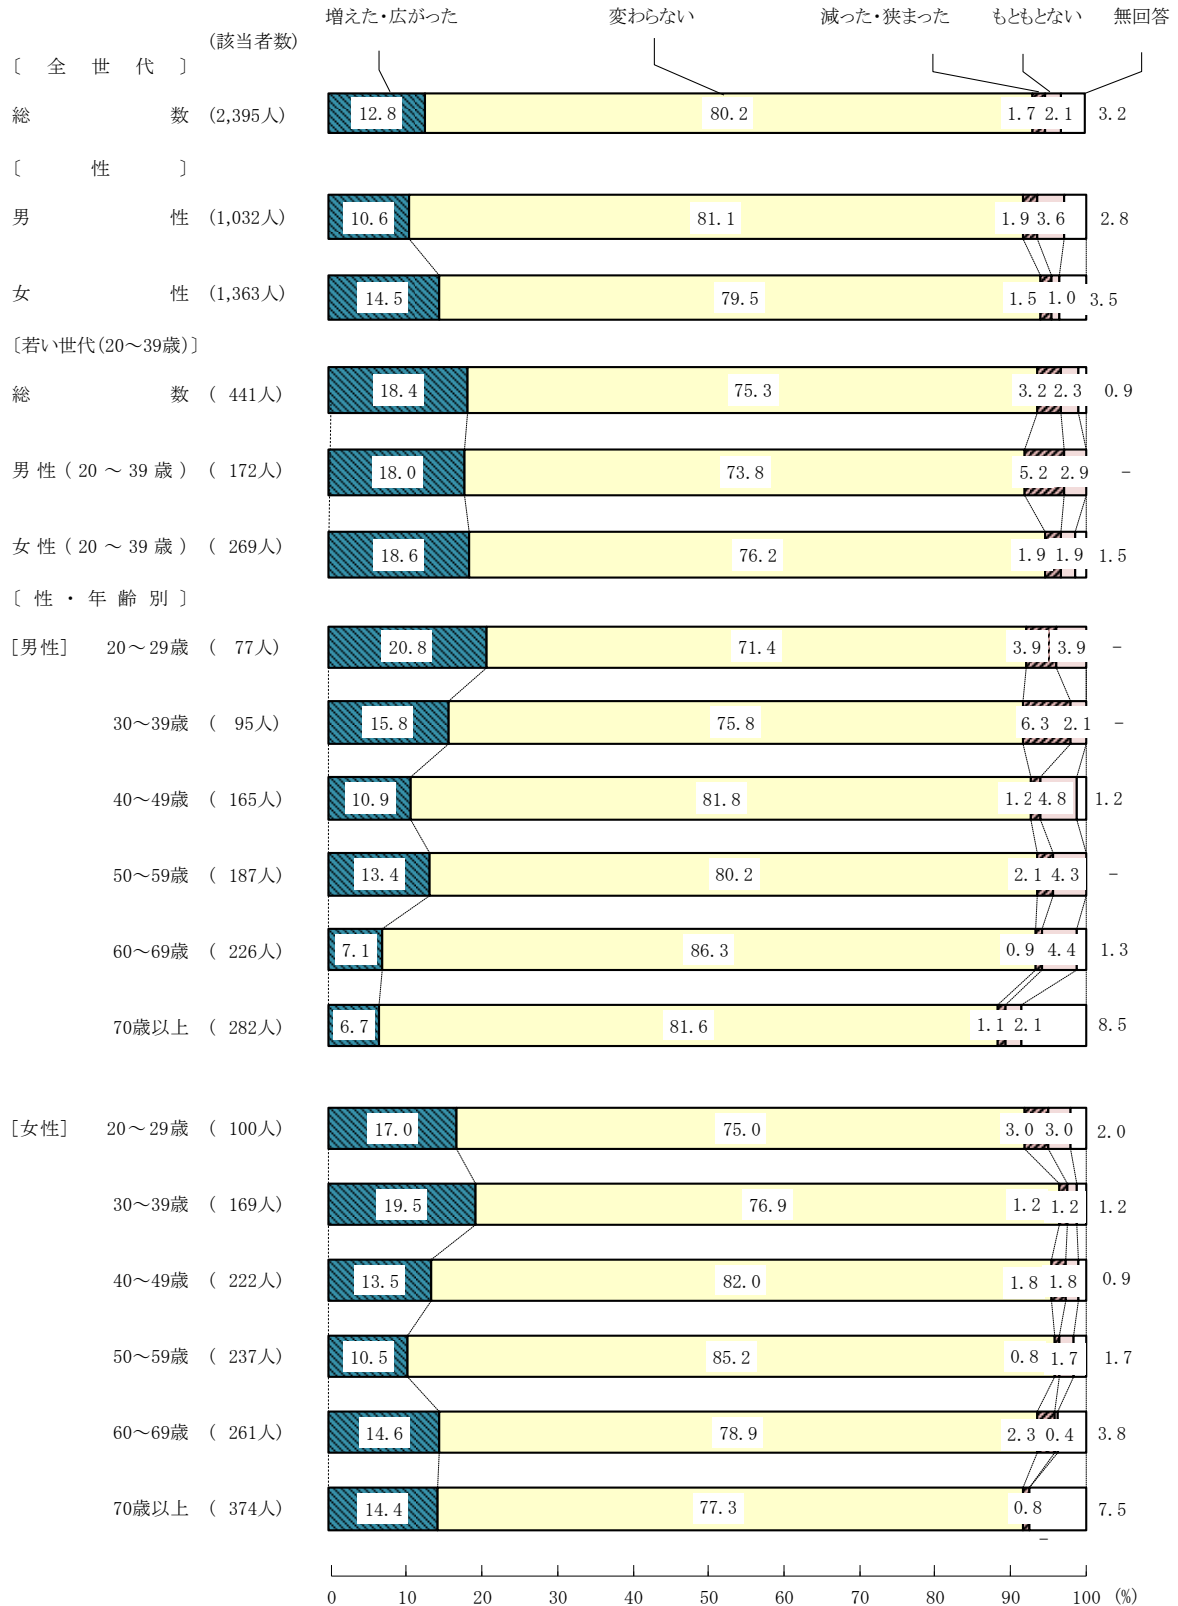 増えた・広がった 変わらない 減った・狭まった もともとない 無回答
(該当者数)
〔 全 世 代 〕
総 数 (2,395人) 12.8 80.2 1.7 2.1 3.2
〔 性 〕
男 性 (1,032人) 10.6 81.1 1.9 3.6 2.8
女 性 (1,363人) 14.5 79.5 1.5 1.0 3.5
〔若い世代(20～39歳)〕
総 数 ( 441人) 18.4 75.3 3.2 2.3 0.9
男 性 ( 20 ～ 39 歳 ) ( 172人) 18.0 73.8 5.2 2.9 -
女 性 ( 20 ～ 39 歳 ) ( 269人) 18.6 76.2 1.9 1.9 1.5
〔 性 ・ 年 齢 別 〕
[男性] 20～29歳 ( 77人) 20.8 71.4 3.9 3.9 -
30～39歳 ( 95人) 15.8 75.8 6.3 2.1 -
40～49歳 ( 165人) 10.9 81.8 1.2 4.8 1.2
50～59歳 ( 187人) 13.4 80.2 2.1 4.3 -
60～69歳 ( 226人) 7.1 86.3 0.9 4.4 1.3
70歳以上 ( 282人) 6.7 81.6 1.1 2.1 8.5
[女性] 20～29歳 ( 100人) 17.0 75.0 3.0 3.0 2.0
30～39歳 ( 169人) 19.5 76.9 1.2 1.2 1.2
40～49歳 ( 222人) 13.5 82.0 1.8 1.8 0.9
50～59歳 ( 237人) 10.5 85.2 0.8 1.7 1.7
60～69歳 ( 261人) 14.6 78.9 2.3 0.4 3.8
70歳以上 ( 374人) 14.4 77.3 0.8 7.5
-
0 10 20 30 40 50 60 70 80 90 100 (%)